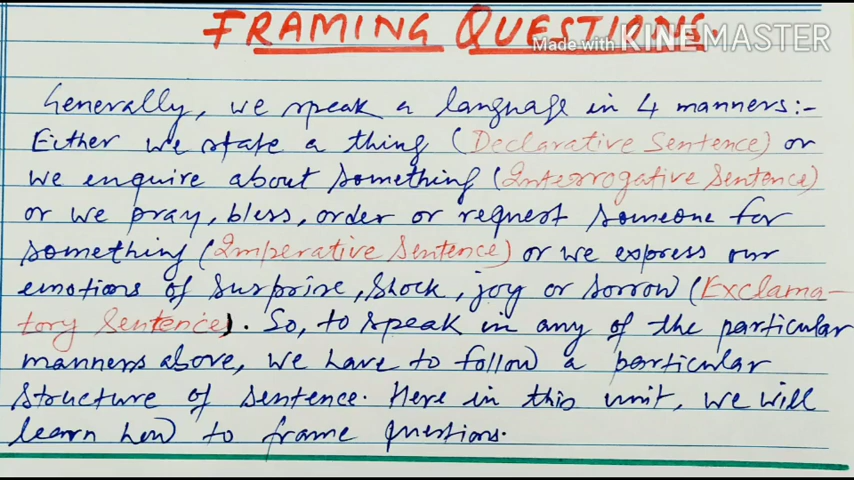 FRAMING QUESTIONS.
Made with KINEMASTER
Generally, we speak a language in 4 manners:-
Either we state a thing (Declarative Sentence) or
we enquire about something (Interrogative Sentence)
or we pray, bless, order or request someone for
something (Imperative Sentence) or we express our
emotions of surprise, shock, joy or sorrow (Exclama-
tory Sentence). So, to speak in any of the particular
manners above, we have to follow a particular
structure of sentence. Here in this unit, we will
learn how to frame questions.